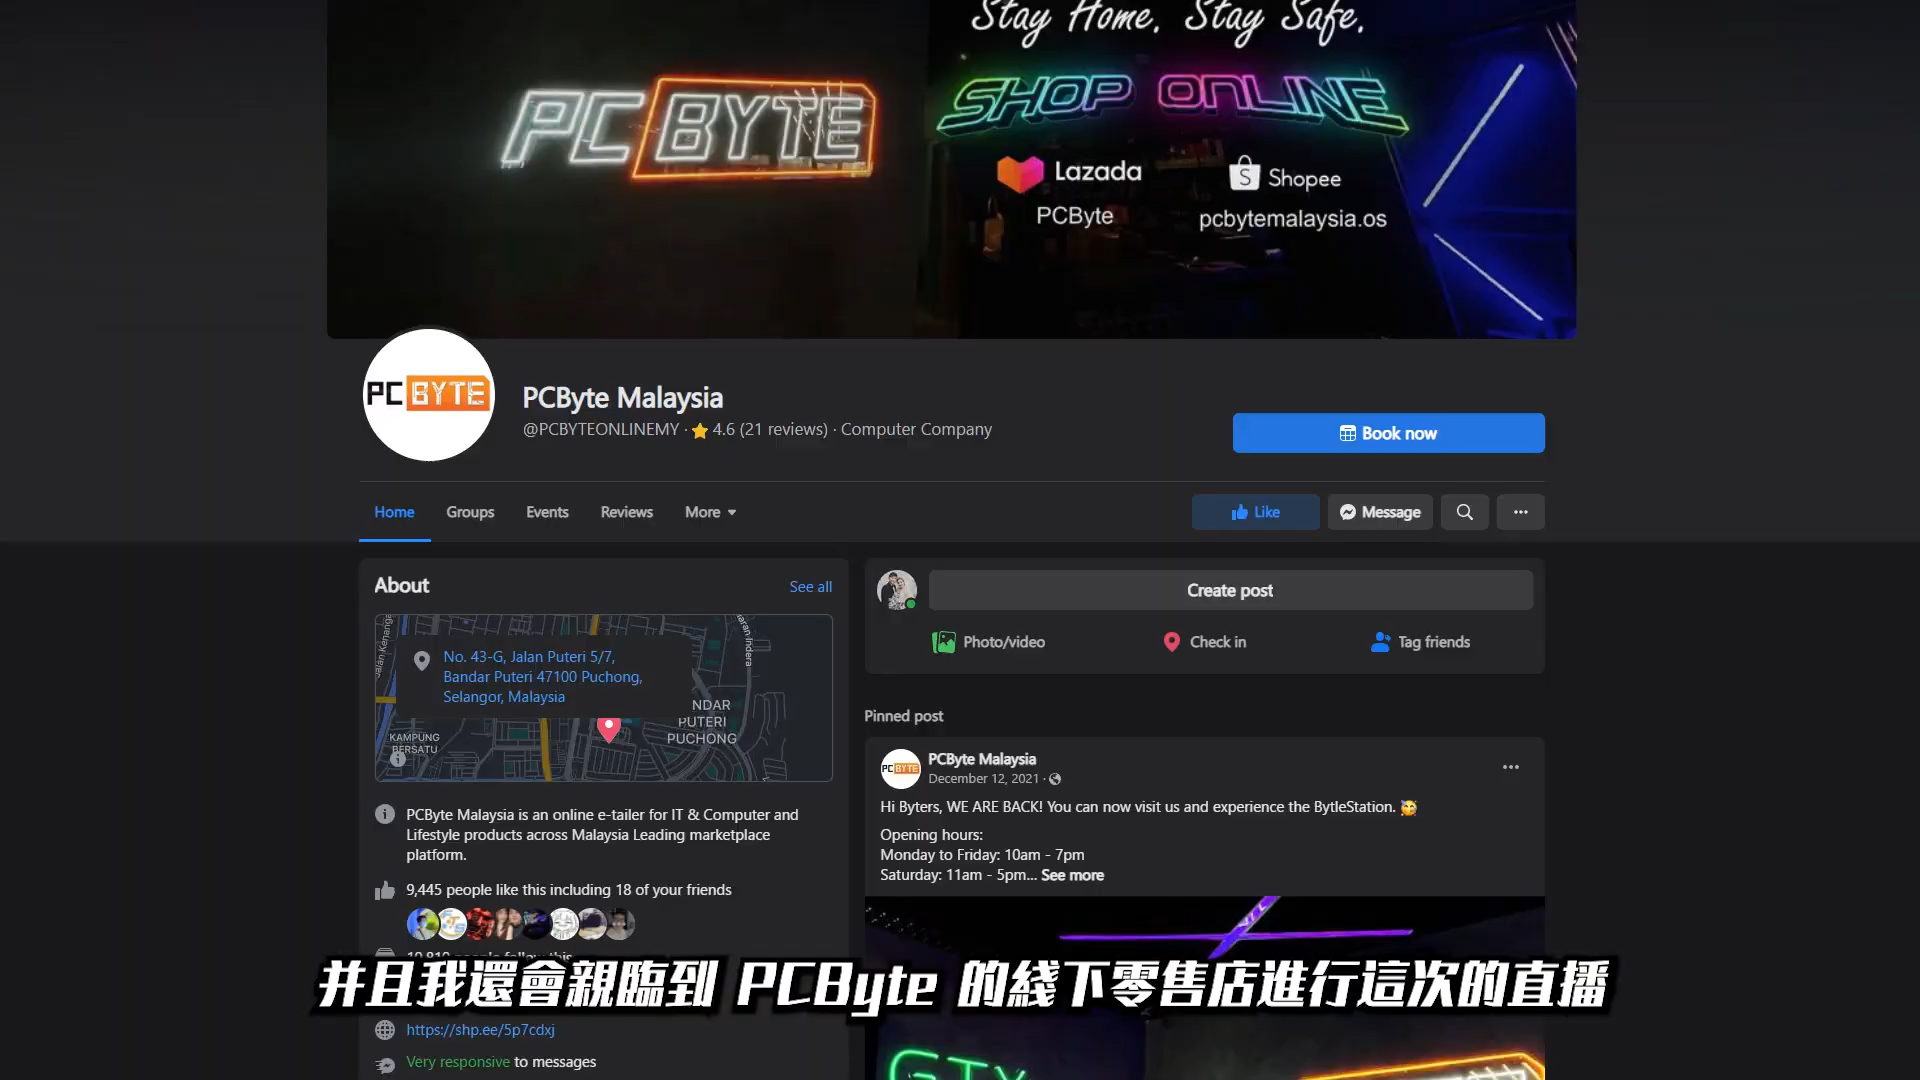 Stay Home. Stay Safe.
PC BYTE
SHOP ONLINE
Lazada
PCByte
Shopee
pcbytemalaysia.os
PC BYTE
PCByte Malaysia
@PCBYTEONLINEMY · 4.6 (21 reviews) · Computer Company
Book now
Home
Groups
Events
Reviews
More
Like
Message
About
See all
No. 43-G, Jalan Puteri 5/7,
Bandar Puteri 47100 Puchong,
Selangor, Malaysia
NDAR
PUTERI
PUCHONG
KAMPUNG
BERSATU
PCByte Malaysia is an online e-tailer for IT & Computer and
Lifestyle products across Malaysia Leading marketplace
platform.
9,445 people like this including 18 of your friends
https://shp.ee/5p7cdxj
Very responsive to messages
Create post
Photo/video
Check in
Tag friends
Pinned post
PC BYTE
PCByte Malaysia
December 12, 2021 ·
Hi Byters, WE ARE BACK! You can now visit us and experience the BytleStation. 🥳
Opening hours:
Monday to Friday: 10am - 7pm
Saturday: 11am - 5pm... See more
并且我還會親臨到 PCByte 的綫下零售店進行這次的直播